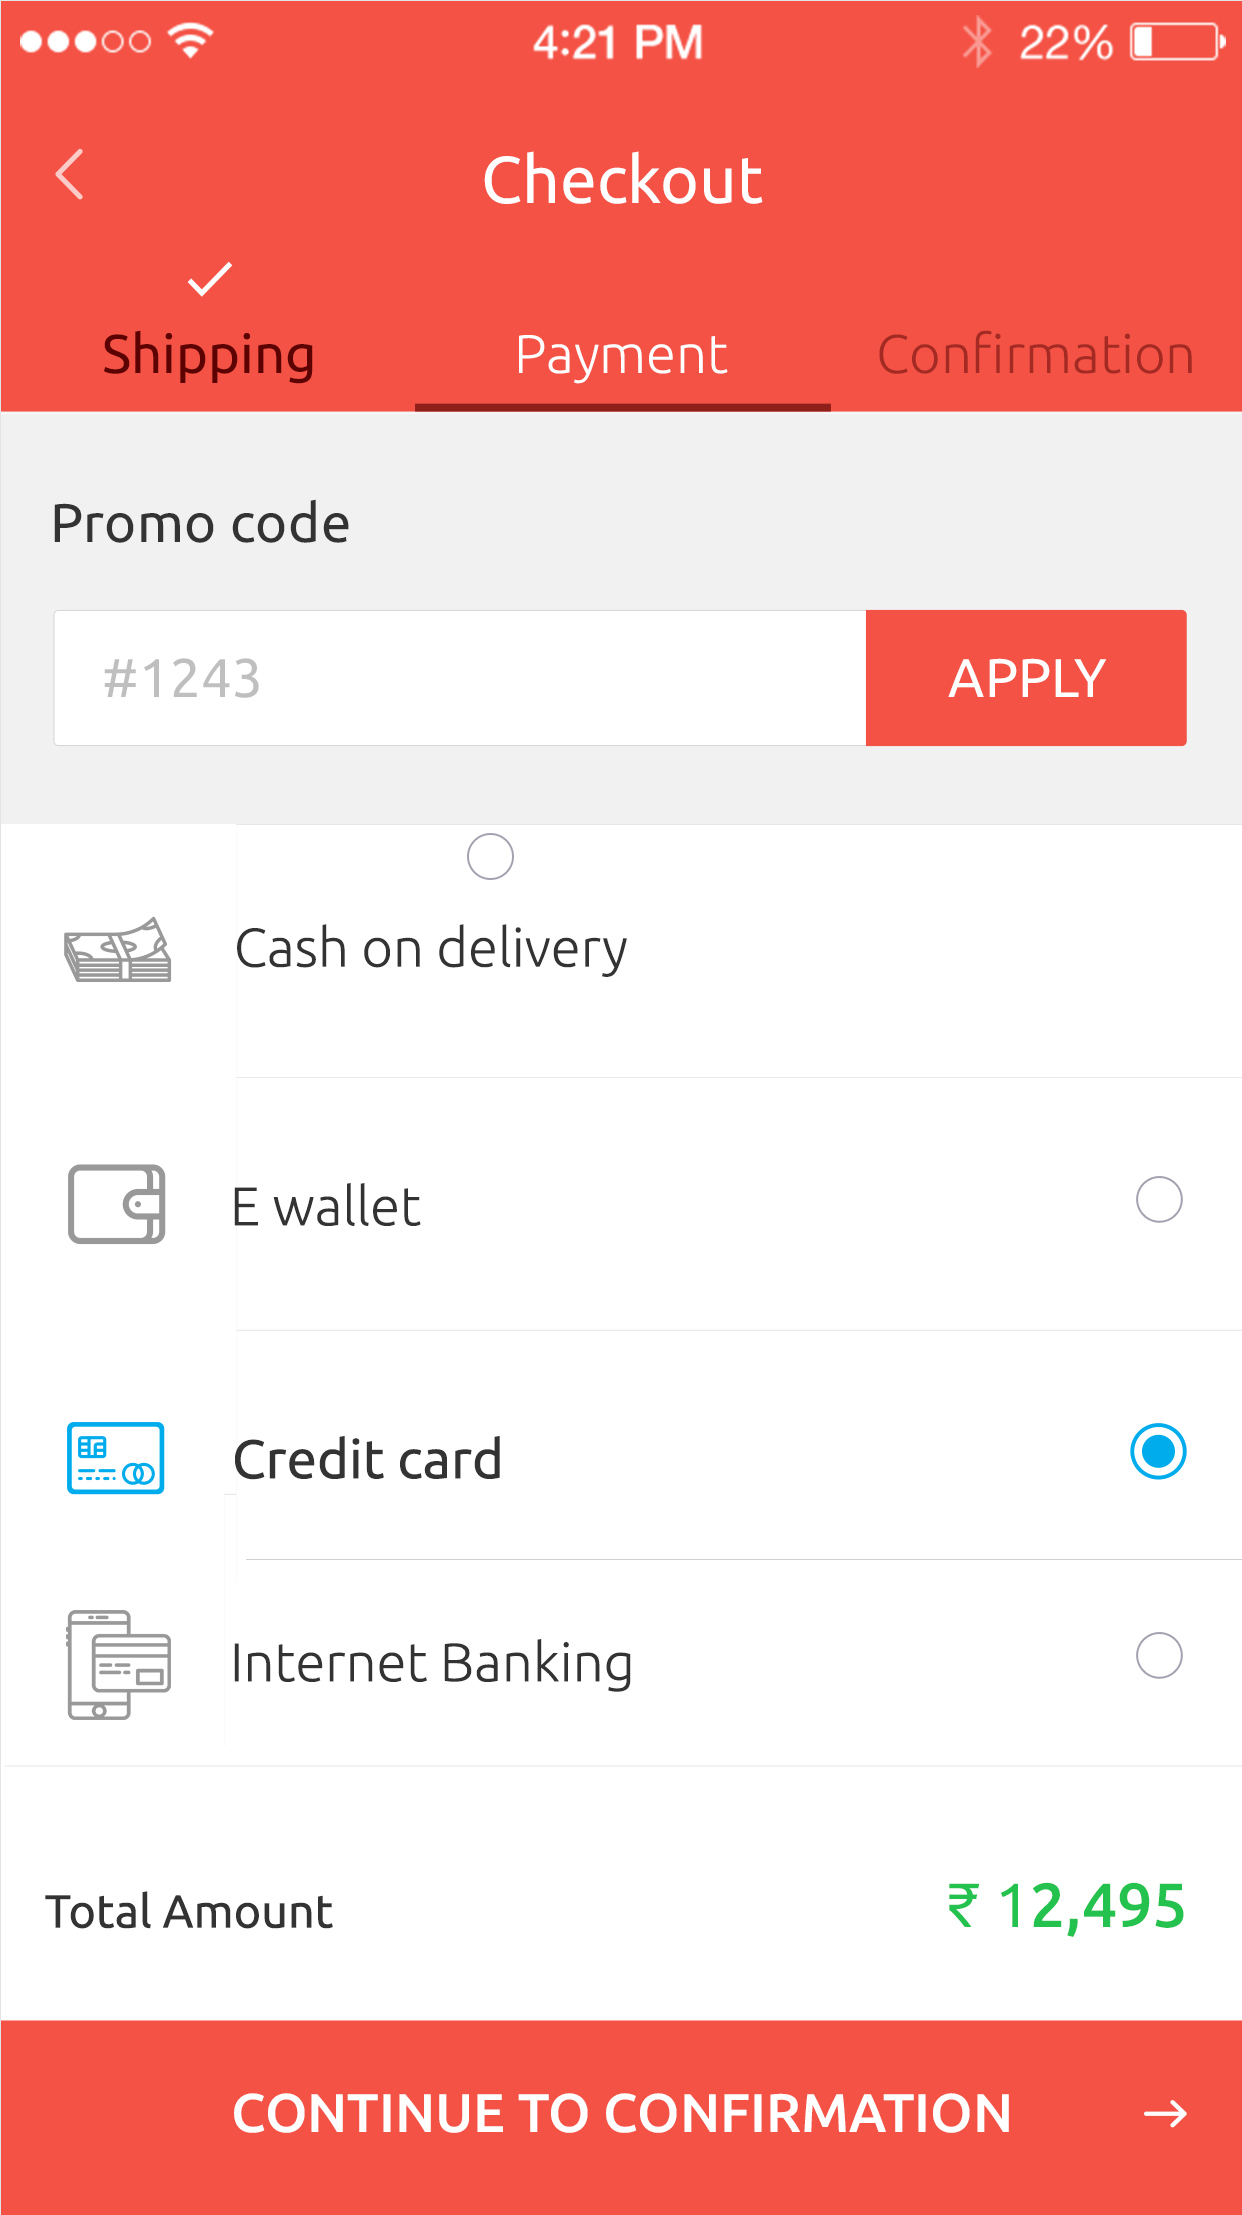 4:21 PM 22%
Checkout
Shipping Payment Confirmation
Promo code
#1243 APPLY
Cash on delivery
E wallet
Credit card
Internet Banking
Total Amount ₹ 12,495
CONTINUE TO CONFIRMATION